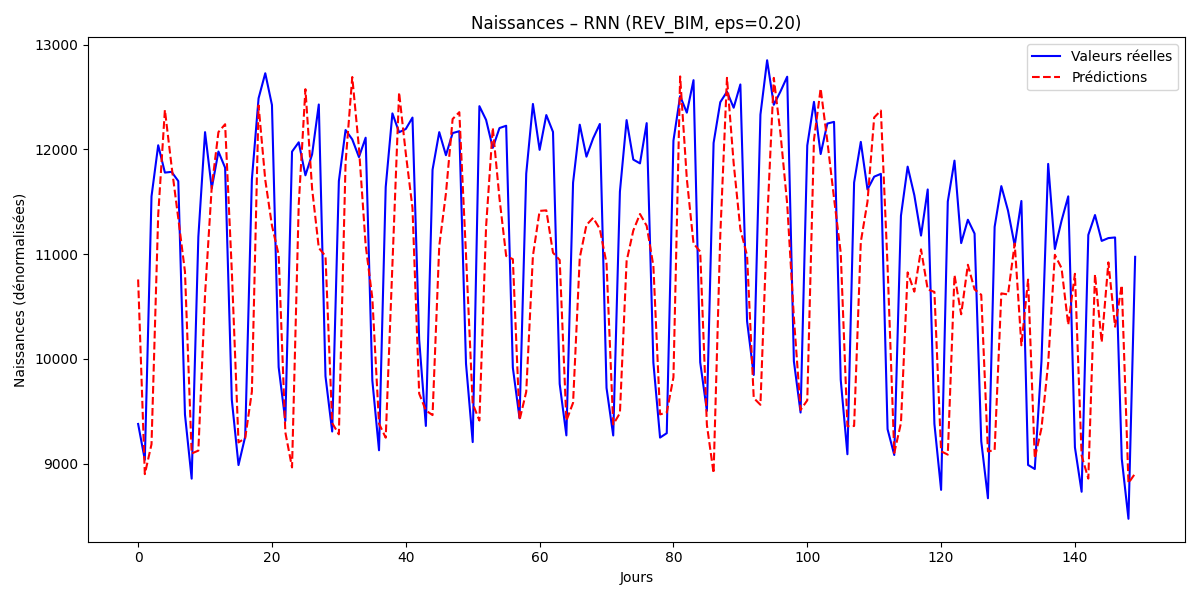 Naissances – RNN (REV_BIM, eps=0.20)
Valeurs réelles
Prédictions
13000
12000
11000
10000
9000
Naissances (dénormalisées)
0 20 40 60 80 100 120 140
Jours